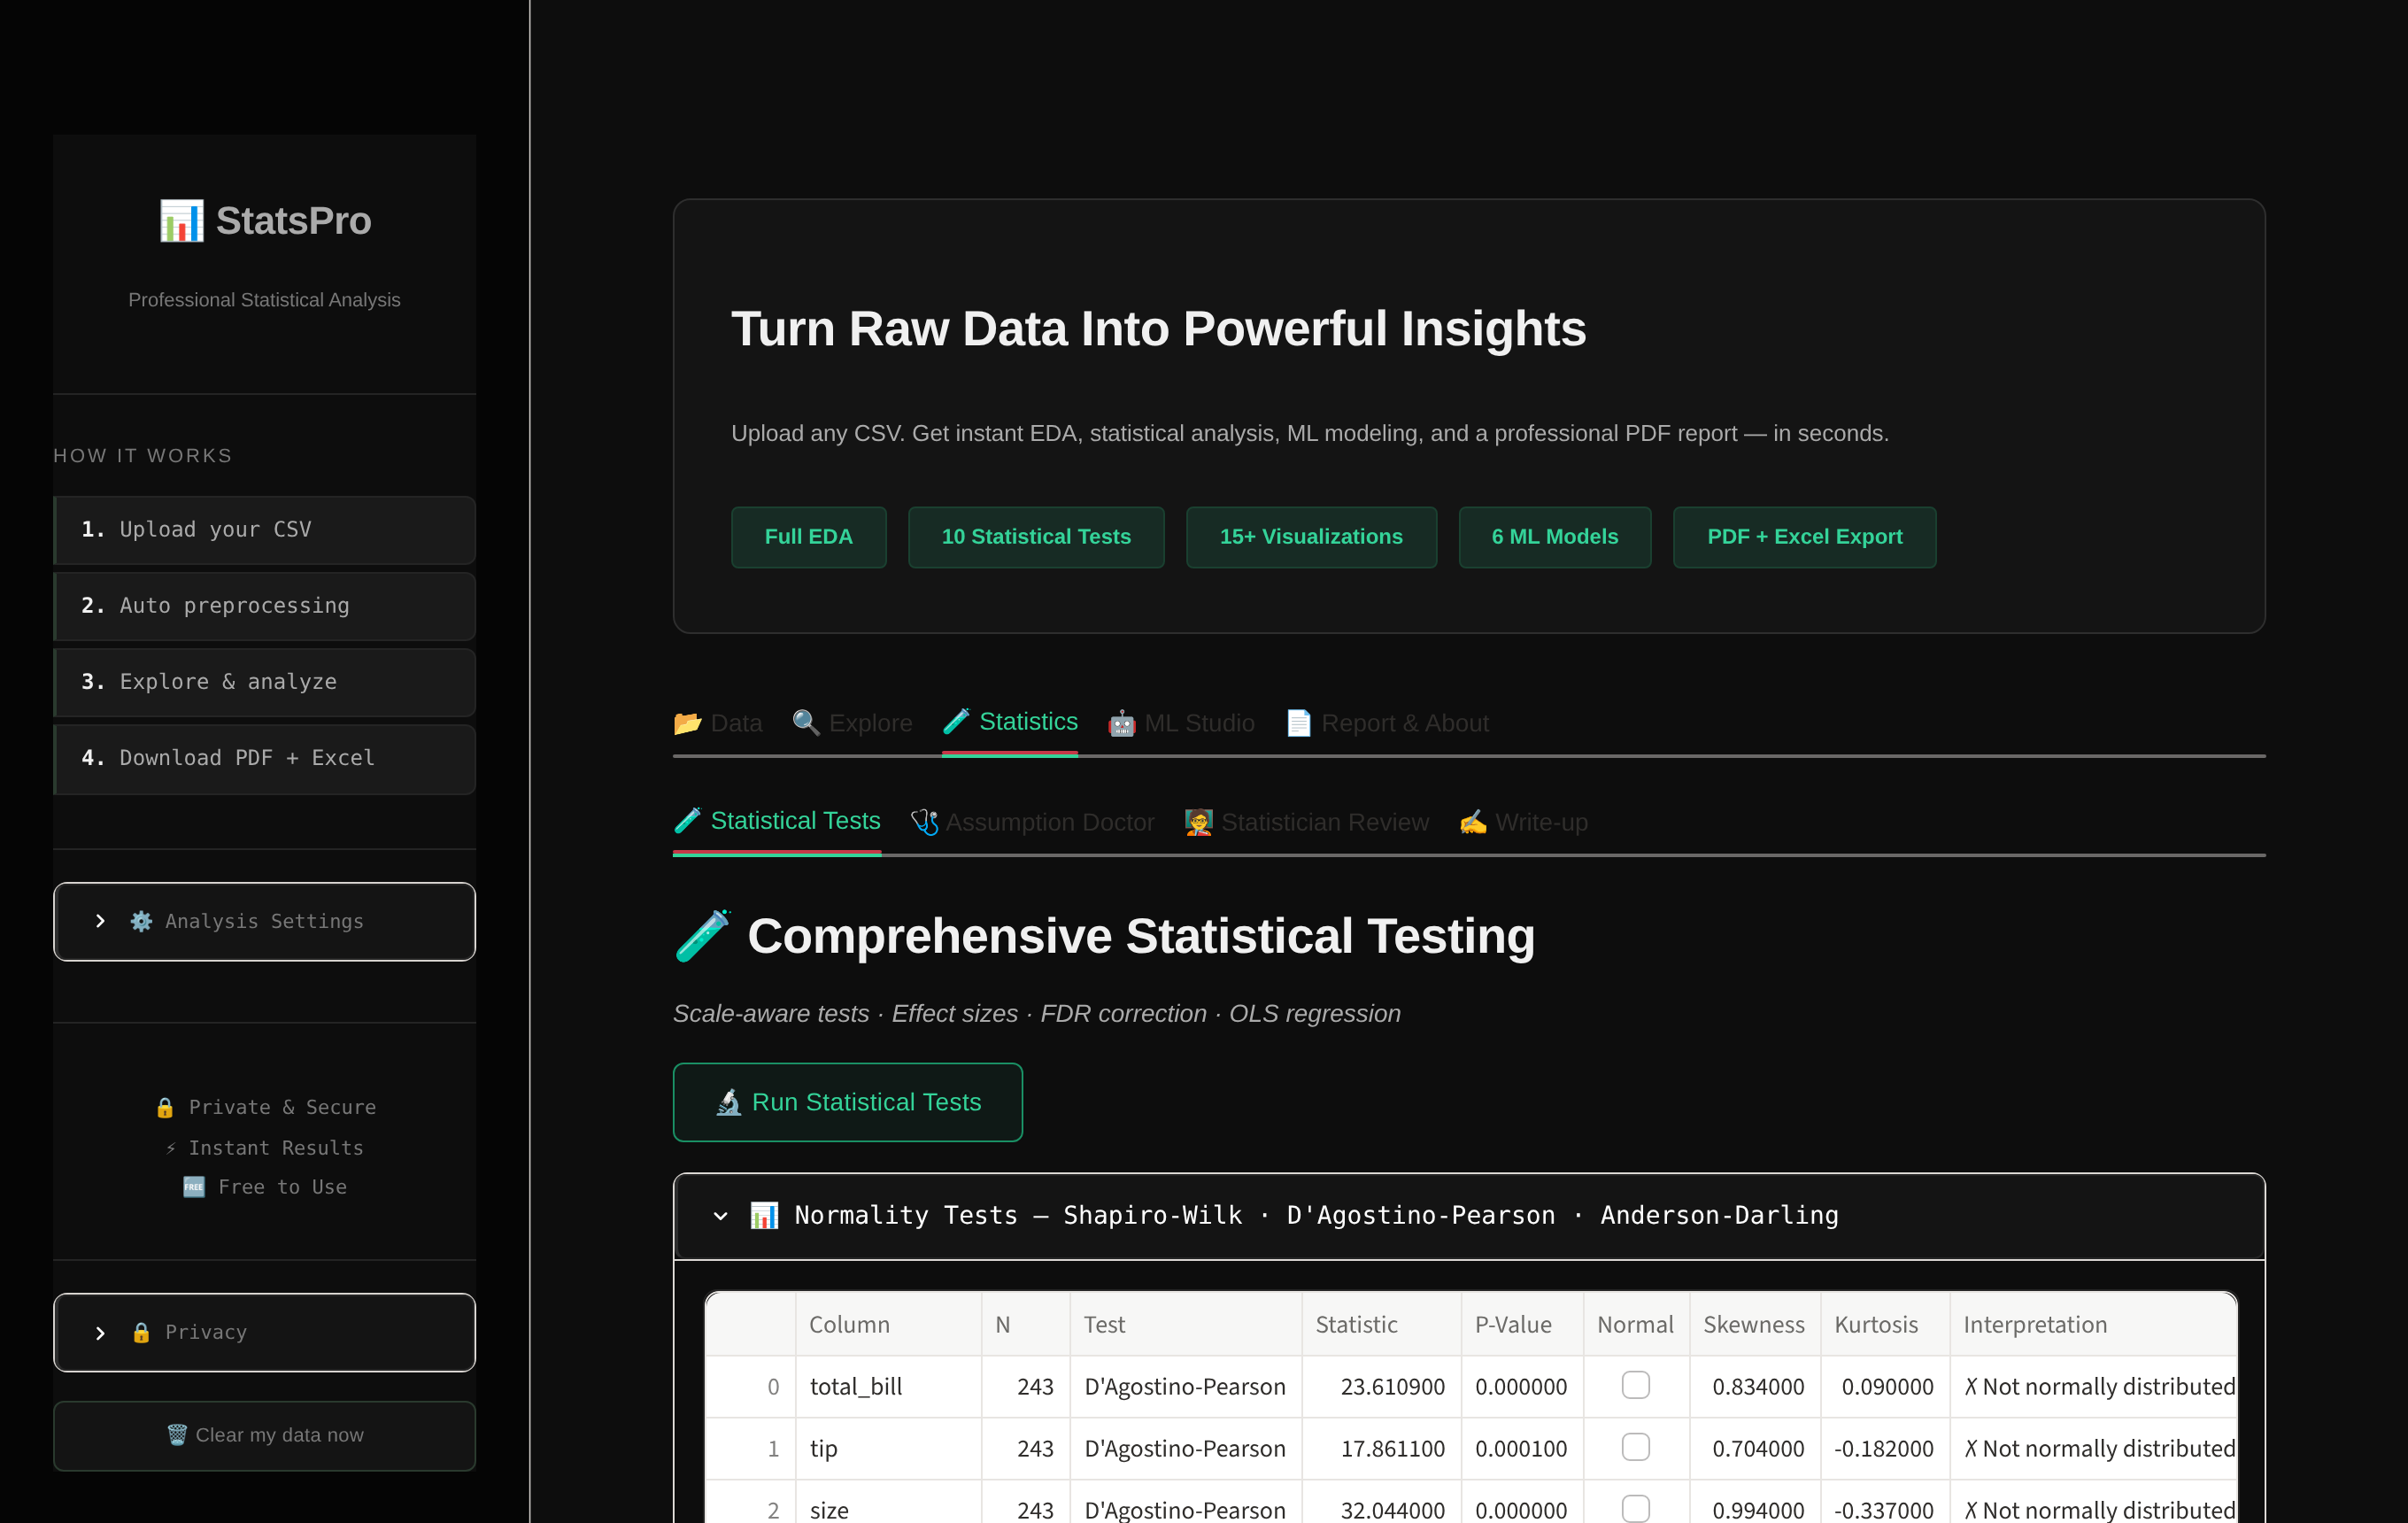 StatsPro
Professional Statistical Analysis
HOW IT WORKS
1. Upload your CSV
2. Auto preprocessing
3. Explore & analyze
4. Download PDF + Excel
Analysis Settings
Private & Secure
Instant Results
FREE Free to Use
Privacy
Clear my data now
Turn Raw Data Into Powerful Insights
Upload any CSV. Get instant EDA, statistical analysis, ML modeling, and a professional PDF report — in seconds.
Full EDA 10 Statistical Tests 15+ Visualizations 6 ML Models PDF + Excel Export
Data Explore Statistics ML Studio Report & About
Statistical Tests Assumption Doctor Statistician Review Write-up
Comprehensive Statistical Testing
Scale-aware tests · Effect sizes · FDR correction · OLS regression
Run Statistical Tests
Normality Tests — Shapiro-Wilk · D'Agostino-Pearson · Anderson-Darling
Column N Test Statistic P-Value Normal Skewness Kurtosis Interpretation
0 total_bill 243 D'Agostino-Pearson 23.610900 0.000000 0.834000 0.090000 ✗ Not normally distributed
1 tip 243 D'Agostino-Pearson 17.861100 0.000100 0.704000 -0.182000 ✗ Not normally distributed
2 size 243 D'Agostino-Pearson 32.044000 0.000000 0.994000 -0.337000 ✗ Not normally distributed